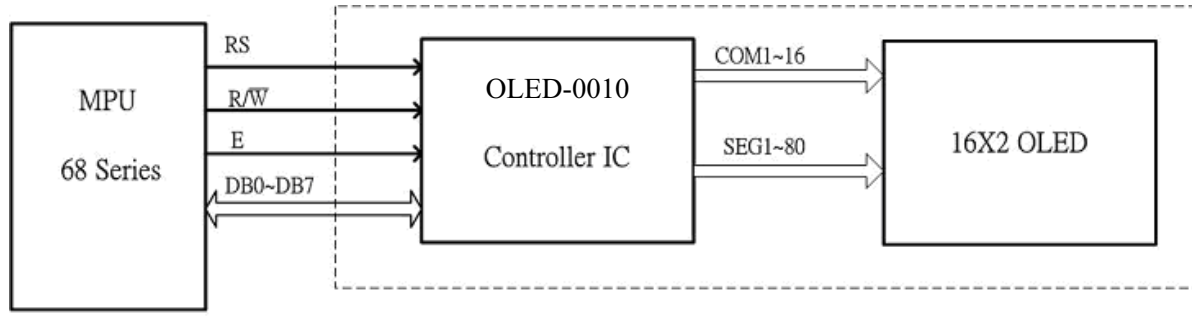 MPU
68 Series
RS
R/W̅
E
DB0~DB7
OLED-0010
Controller IC
COM1~16
SEG1~80
16X2 OLED